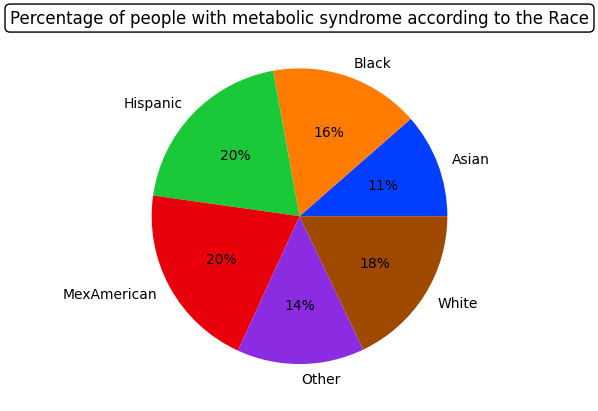 Percentage of people with metabolic syndrome according to the Race
Black
Hispanic
16%
20%
Asian
11%
20%
18%
MexAmerican
14%
White
Other